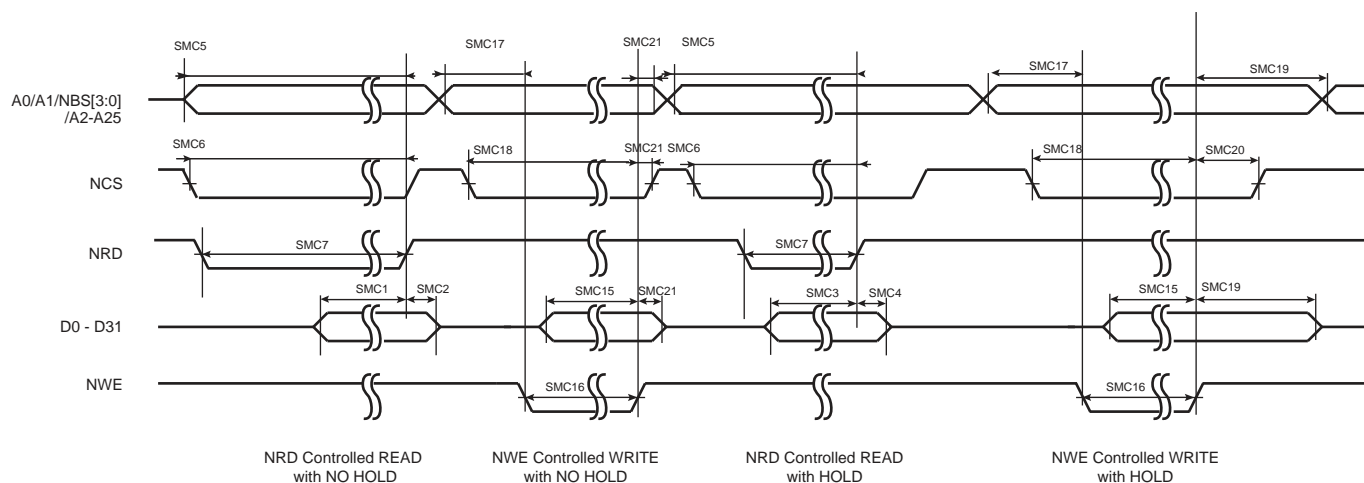 SMC5 SMC17 SMC21 SMC5 SMC17 SMC19
A0/A1/NBS[3:0]
/A2-A25
SMC6 SMC18 SMC21 SMC6 SMC18 SMC20
NCS
SMC7 SMC7
NRD
SMC1 SMC2 SMC15 SMC21 SMC3 SMC4 SMC15 SMC19
D0 - D31
NWE SMC16 SMC16
NRD Controlled READ
with NO HOLD
NWE Controlled WRITE
with NO HOLD
NRD Controlled READ
with HOLD
NWE Controlled WRITE
with HOLD